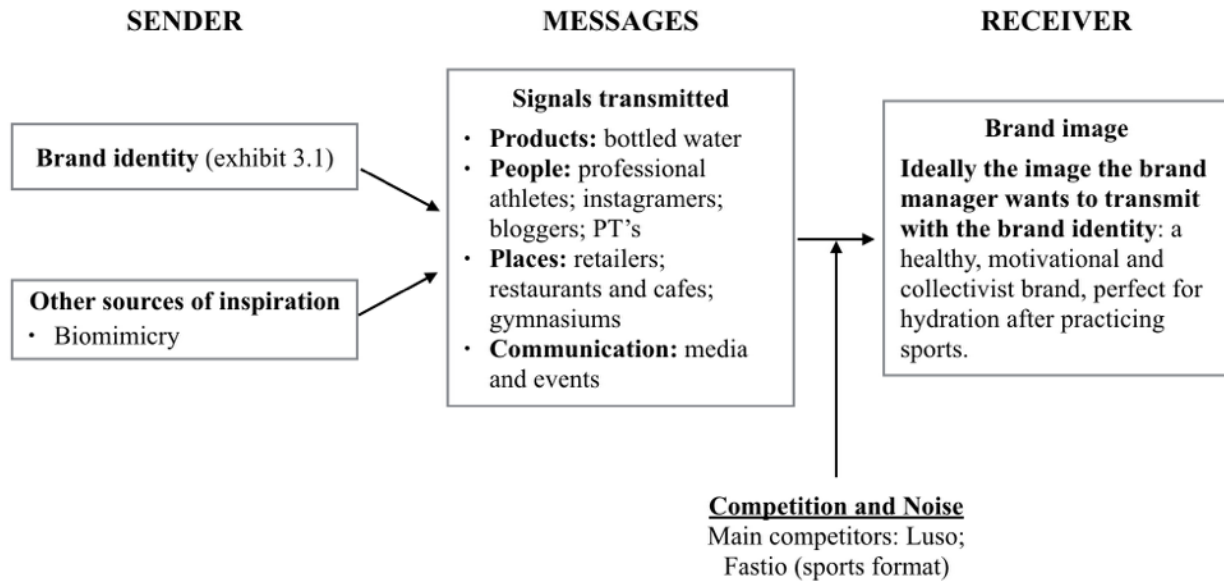 SENDER
MESSAGES
RECEIVER
Brand identity (exhibit 3.1)
Other sources of inspiration
· Biomimicry
Signals transmitted
· Products: bottled water
· People: professional
athletes; instagramers;
bloggers; PT’s
· Places: retailers;
restaurants and cafes;
gymnasiums
· Communication: media
and events
Brand image
Ideally the image the brand
manager wants to transmit
with the brand identity: a
healthy, motivational and
collectivist brand, perfect for
hydration after practicing
sports.
Competition and Noise
Main competitors: Luso;
Fastio (sports format)